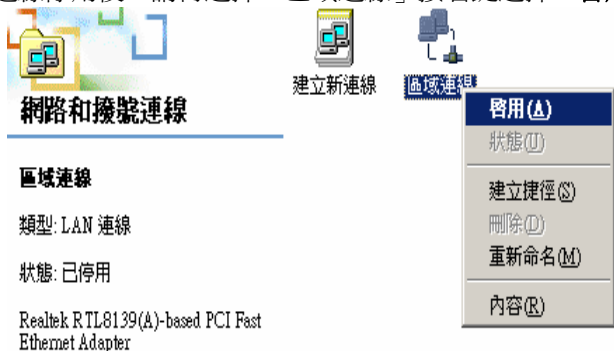 建立新連線
區域連線
網路和撥號連線
區域連線
類型: LAN 連線
狀態: 已停用
Realtek RTL8139(A)-based PCI Fast
Ethernet Adapter
啟用(A)
狀態(U)
建立捷徑(S)
刪除(D)
重新命名(M)
內容(R)